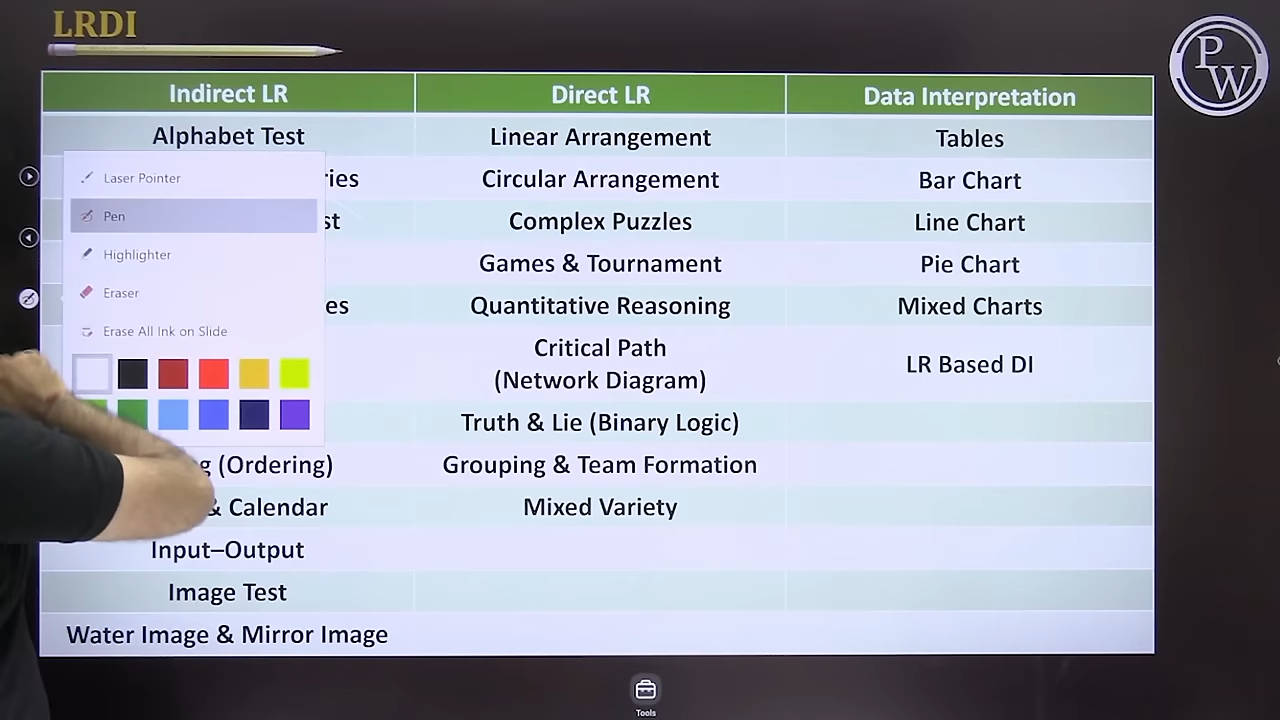 LRDI
PW
Indirect LR
Direct LR
Data Interpretation
Alphabet Test
Linear Arrangement
Tables
Circular Arrangement
Bar Chart
Complex Puzzles
Line Chart
Games & Tournament
Pie Chart
Quantitative Reasoning
Mixed Charts
Critical Path
(Network Diagram)
LR Based DI
Truth & Lie (Binary Logic)
(Ordering)
Grouping & Team Formation
& Calendar
Mixed Variety
Input–Output
Image Test
Water Image & Mirror Image
Laser Pointer
Pen
Highlighter
Eraser
Erase All Ink on Slide
Tools